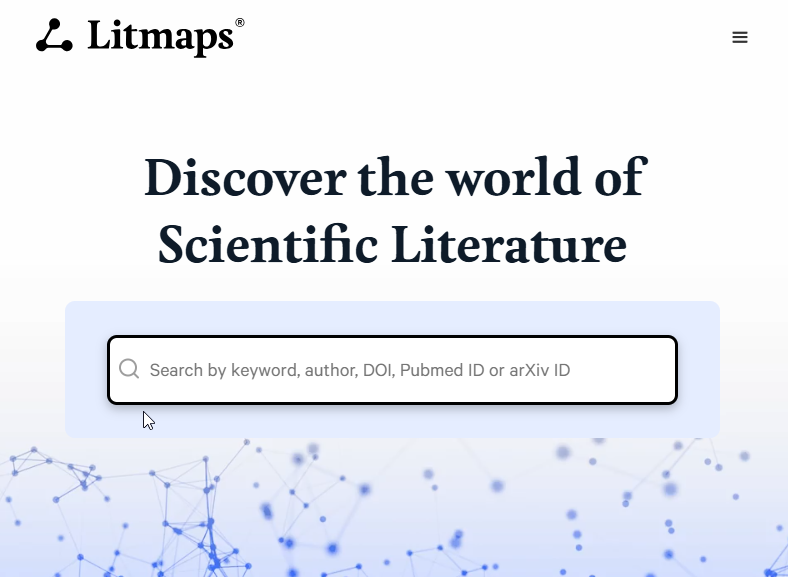 Litmaps®
Discover the world of
Scientific Literature
Search by keyword, author, DOI, Pubmed ID or arXiv ID